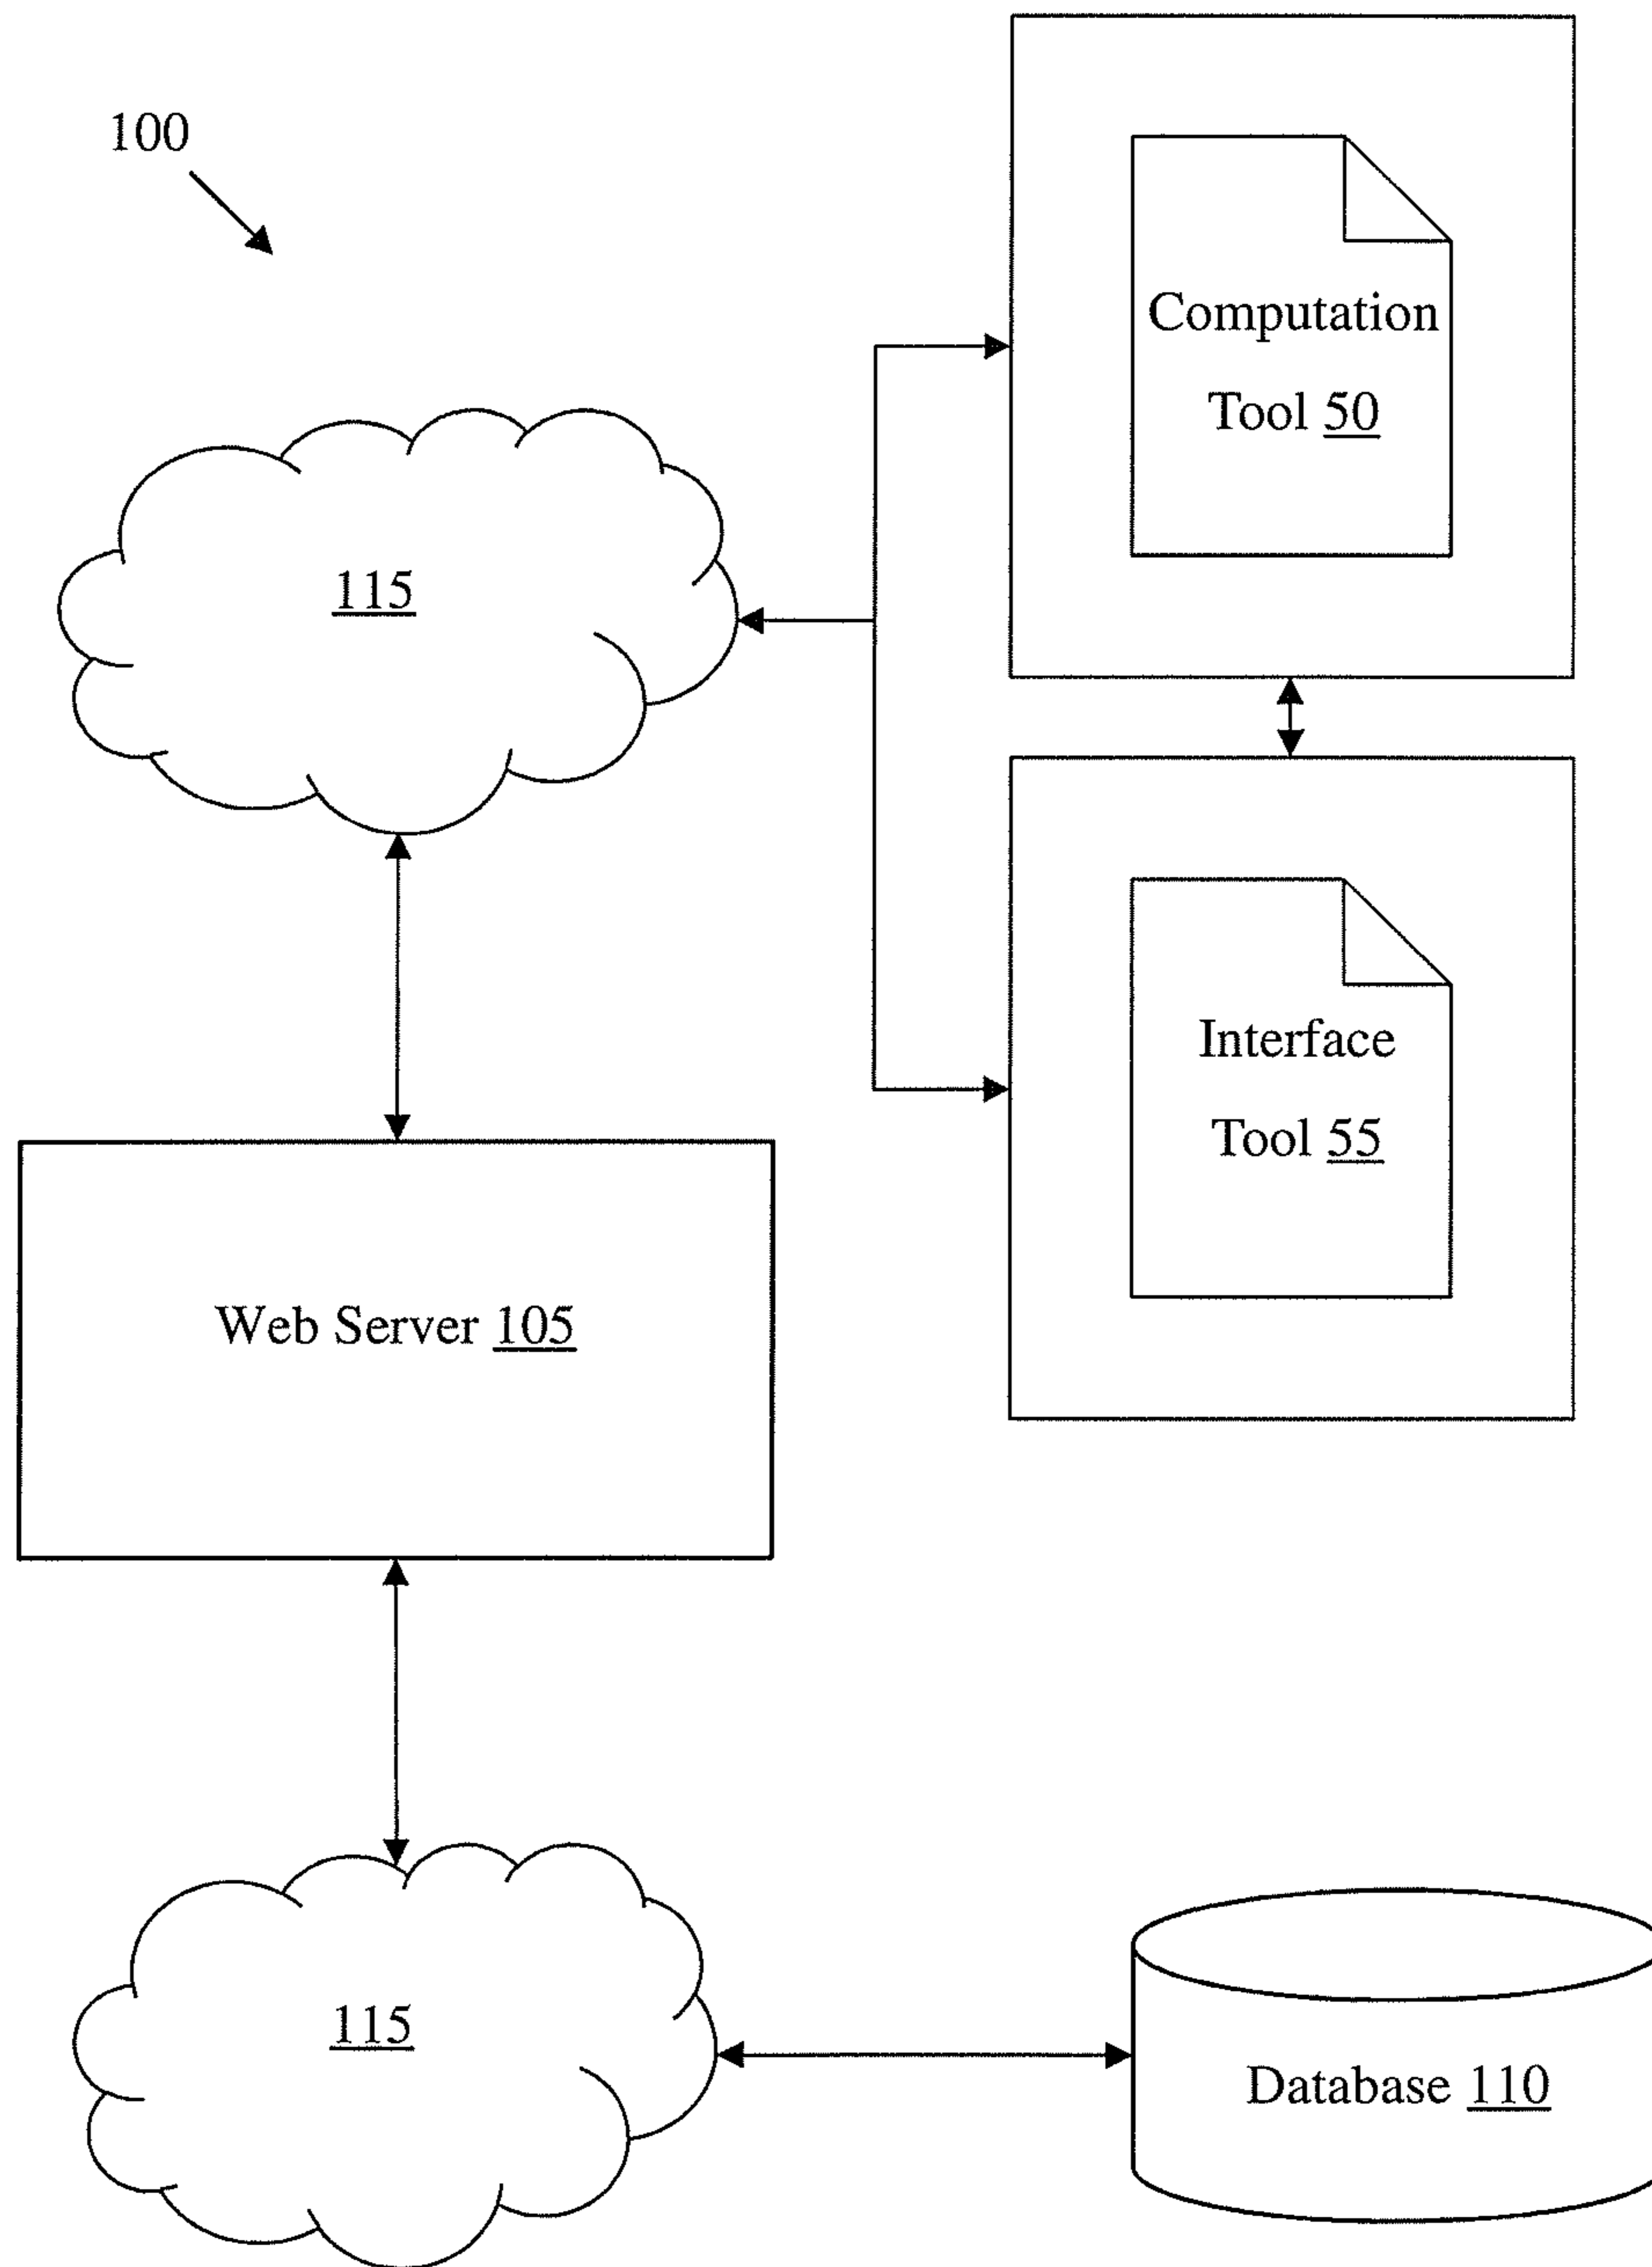 100
Computation
Tool 50
115
Interface
Tool 55
Web Server 105
115
Database 110